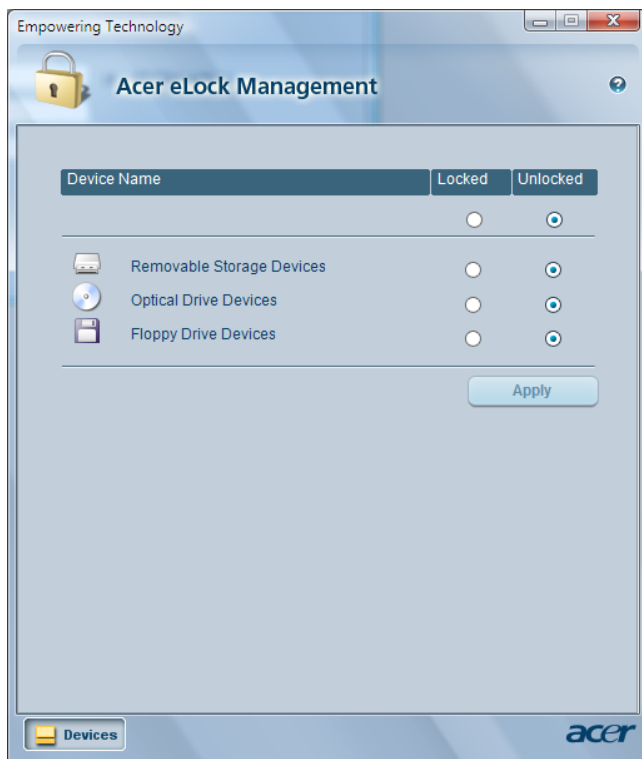 Empowering Technology
Acer eLock Management
Device Name Locked Unlocked
Removable Storage Devices
Optical Drive Devices
Floppy Drive Devices
Apply
Devices
acer